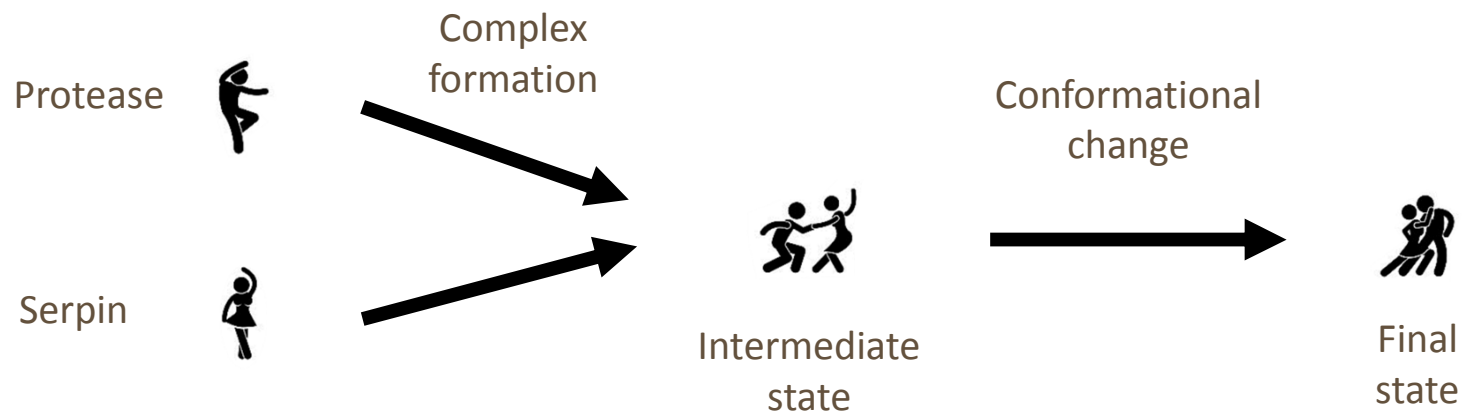 Protease
Serpin
Complex
formation
Intermediate
state
Conformational
change
Final
state